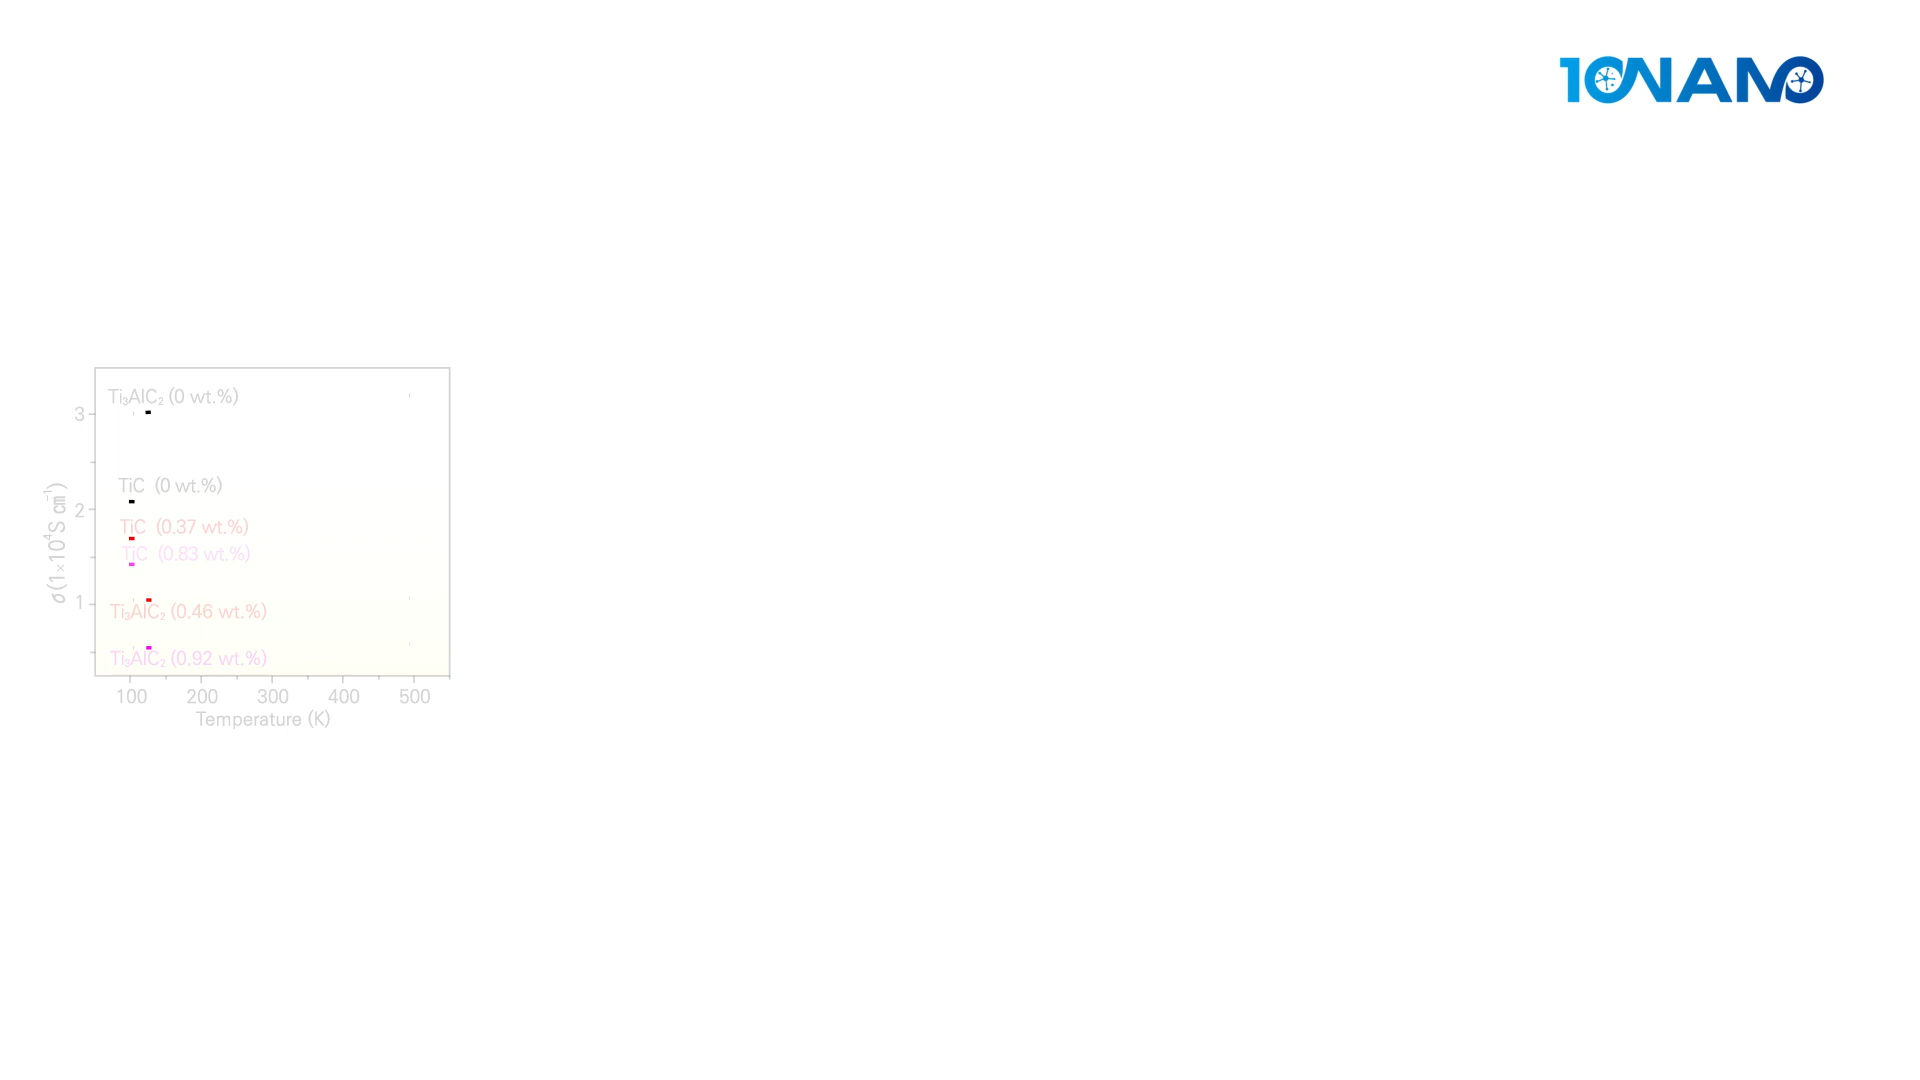 10NANO
Ti₃AlC₂ (0 wt.%)
3
TiC (0 wt.%)
2
TiC (0.37 wt.%)
TiC (0.83 wt.%)
σ(1×10⁴S cm⁻¹)
1
Ti₃AlC₂ (0.46 wt.%)
Ti₃AlC₂ (0.92 wt.%)
100 200 300 400 500
Temperature (K)